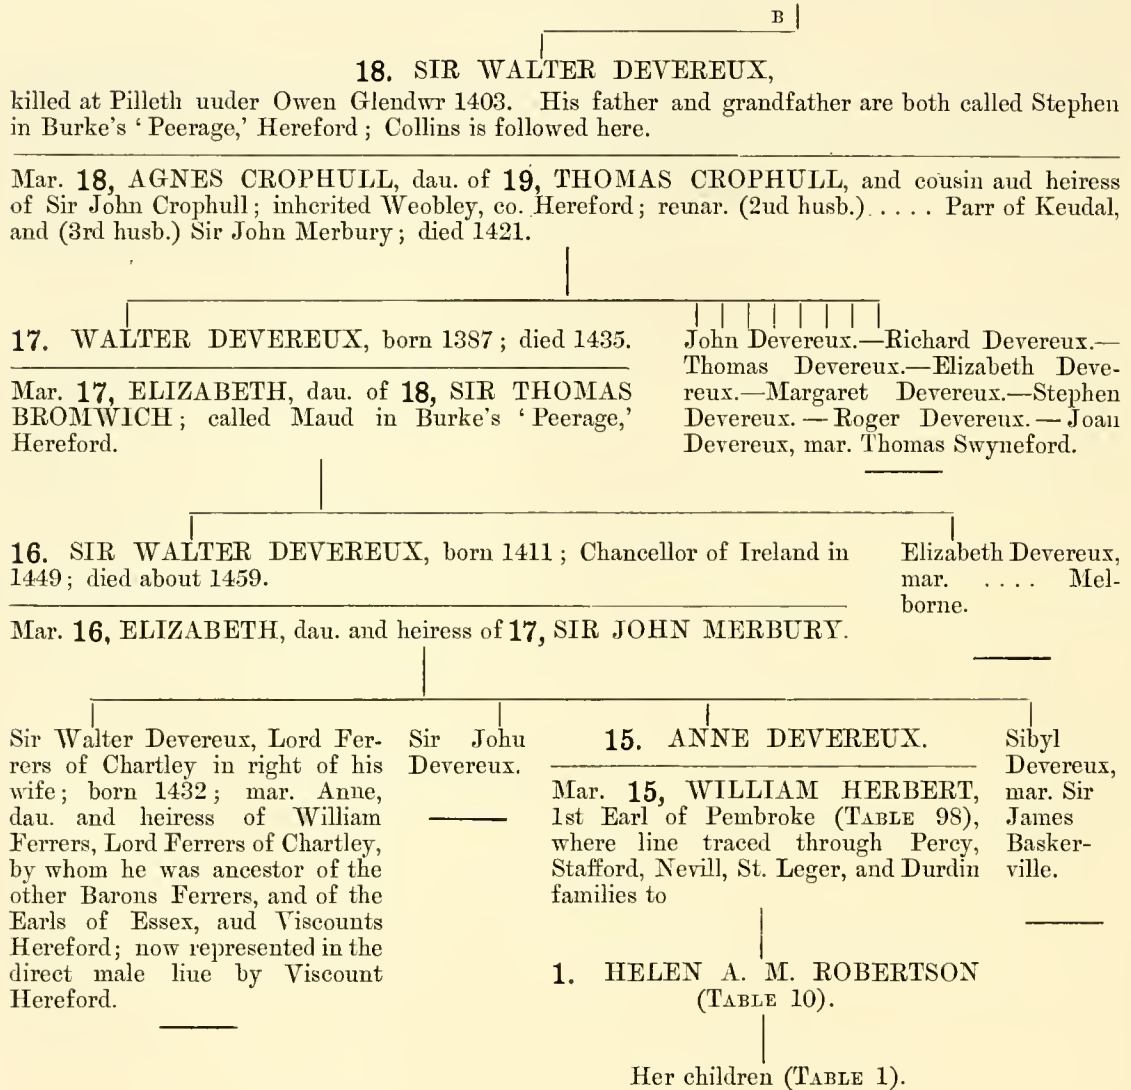 B
18. SIR WALTER DEVEREUX,
killed at Pilleth uuder Owen Glendwr 1403. His father and grandfather are both called Stephen
in Burke's ‘Peerage,’ Hereford; Collins is followed here.
Mar. 18, AGNES CROPHULL, dau. of 19, THOMAS CROPHULL, and cousin aud heiress
of Sir John Crophull; inherited Weobley, co. Hereford; remar. (2ud husb.) . . . . Parr of Keudal,
and (3rd husb.) Sir John Merbury; died 1421.
17. WALTER DEVEREUX, born 1387; died 1435.
Mar. 17, ELIZABETH, dau. of 18, SIR THOMAS
BROMWICH; called Maud in Burke's ‘Peerage,’
Hereford.
John Devereux.—Richard Devereux.—
Thomas Devereux.—Elizabeth Deve-
reux.—Margaret Devereux.—Stephen
Devereux.—Roger Devereux.—Joan
Devereux, mar. Thomas Swyneford.
16. SIR WALTER DEVEREUX, born 1411; Chancellor of Ireland in
1449; died about 1459.
Mar. 16, ELIZABETH, dau. and heiress of 17, SIR JOHN MERBURY.
Elizabeth Devereux,
mar. . . . . Mel-
borne.
Sir Walter Devereux, Lord Fer-
rers of Chartley in right of his
wife; born 1432; mar. Anne,
dau. and heiress of William
Ferrers, Lord Ferrers of Chartley,
by whom he was ancestor of the
other Barons Ferrers, and of the
Earls of Essex, aud Viscounts
Hereford; now represented in the
direct male liue by Viscount
Hereford.
Sir Johu
Devereux.
15. ANNE DEVEREUX.
Mar. 15, WILLIAM HERBERT,
1st Earl of Pembroke (TABLE 98),
where line traced through Percy,
Stafford, Nevill, St. Leger, and Durdin
families to
Sibyl
Devereux,
mar. Sir
James
Basker-
ville.
1. HELEN A. M. ROBERTSON
(TABLE 10).
Her children (TABLE 1).